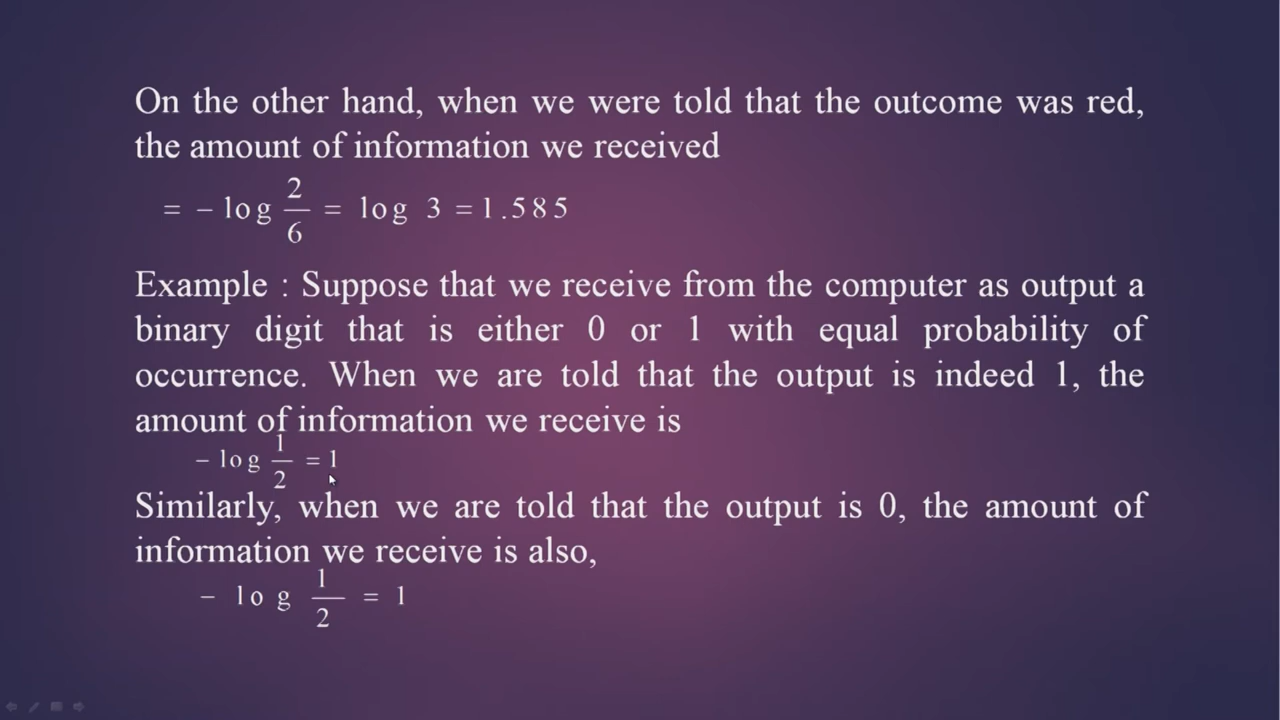 On the other hand, when we were told that the outcome was red,
the amount of information we received
= − log 2/6 = log 3 = 1.585
Example : Suppose that we receive from the computer as output a
binary digit that is either 0 or 1 with equal probability of
occurrence. When we are told that the output is indeed 1, the
amount of information we receive is
− log 1/2 = 1
Similarly, when we are told that the output is 0, the amount of
information we receive is also,
− log 1/2 = 1